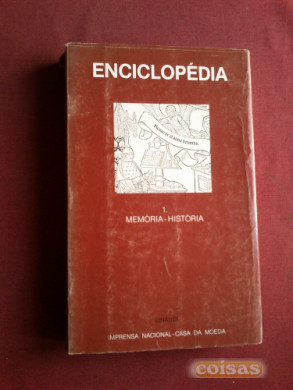 ENCICLOPÉDIA
1.
MEMÓRIA-HISTÓRIA
IMPRENSA NACIONAL-CASA DA MOEDA
coisas